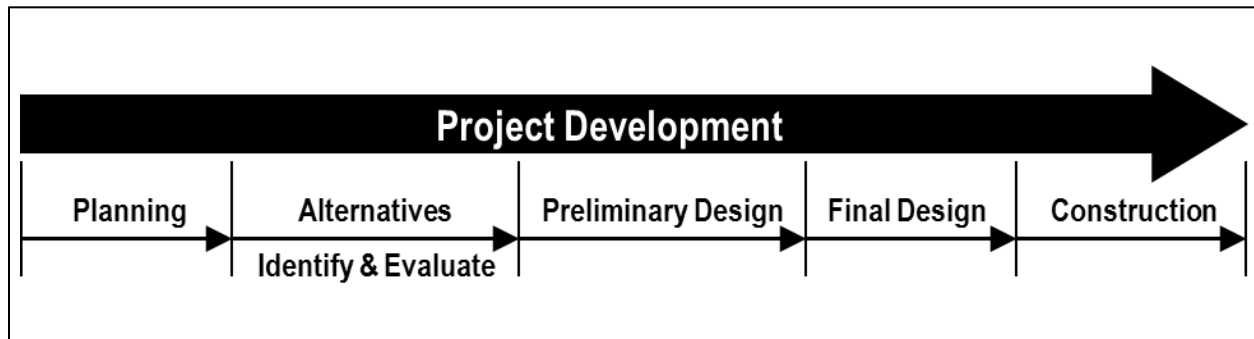 Project Development
Planning
Alternatives
Identify & Evaluate
Preliminary Design
Final Design
Construction